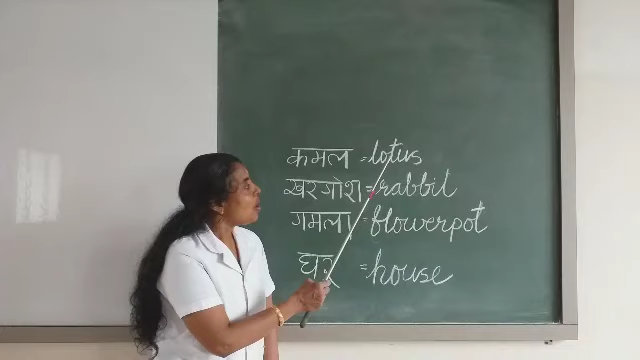 कमल = lotus
खरगोश = rabbit
गमला = flowerpot
घर = house